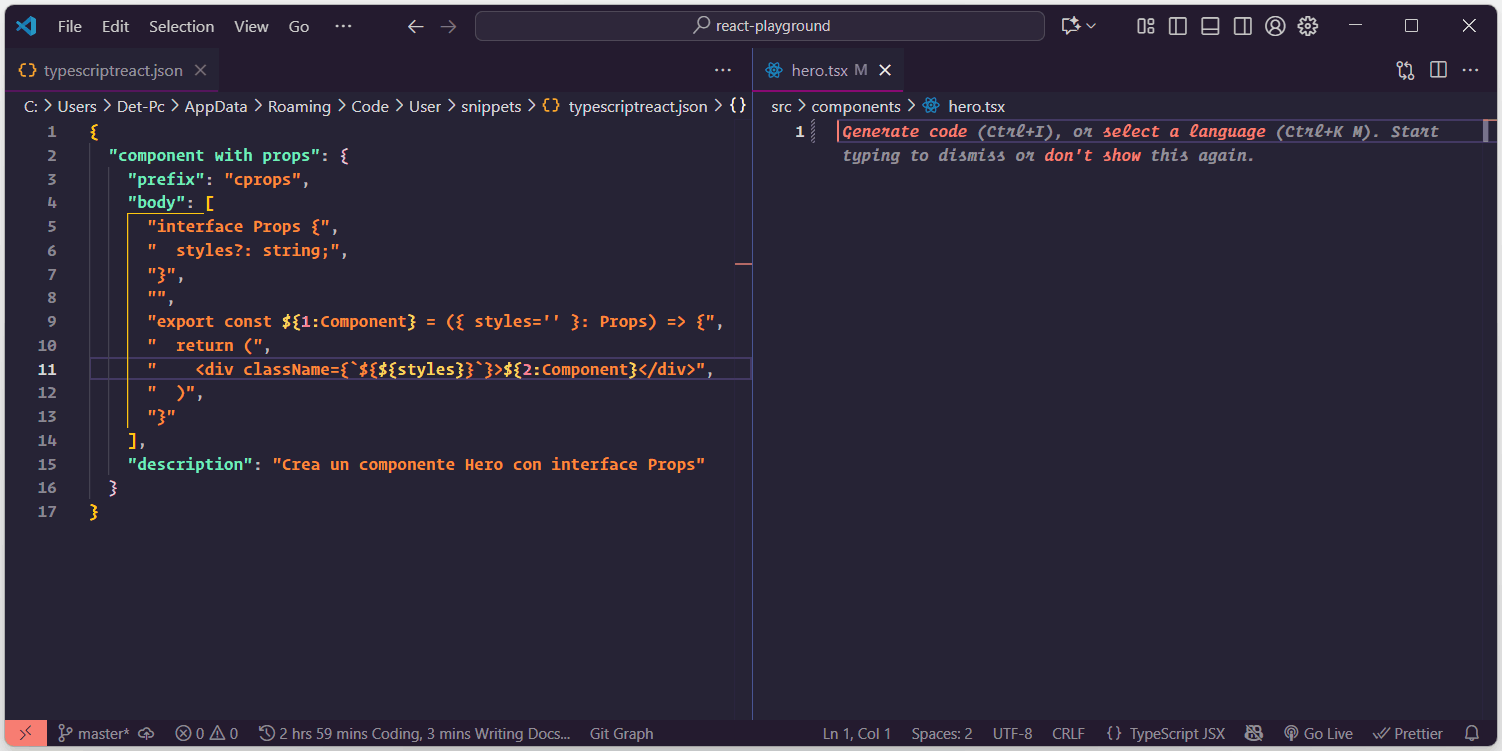 File Edit Selection View Go ··· react-playground
typescriptreact.json
hero.tsx M
C: > Users > Det-Pc > AppData > Roaming > Code > User > snippets > {} typescriptreact.json > {}
src > components > hero.tsx
1 {
2 "component with props": {
3 "prefix": "cprops",
4 "body": [
5 "interface Props {",
6 "  styles?: string;",
7 "}",
8 "",
9 "export const ${1:Component} = ({ styles='' }: Props) => {",
10 "  return (",
11 "    <div className={`${${styles}}`}>${2:Component}</div>",
12 "  )",
13 "}"
14 ],
15 "description": "Crea un componente Hero con interface Props"
16 }
17 }
1 Generate code (Ctrl+I), or select a language (Ctrl+K M). Start
typing to dismiss or don't show this again.
master* 0 0 2 hrs 59 mins Coding, 3 mins Writing Docs... Git Graph Ln 1, Col 1 Spaces: 2 UTF-8 CRLF {} TypeScript JSX Go Live Prettier